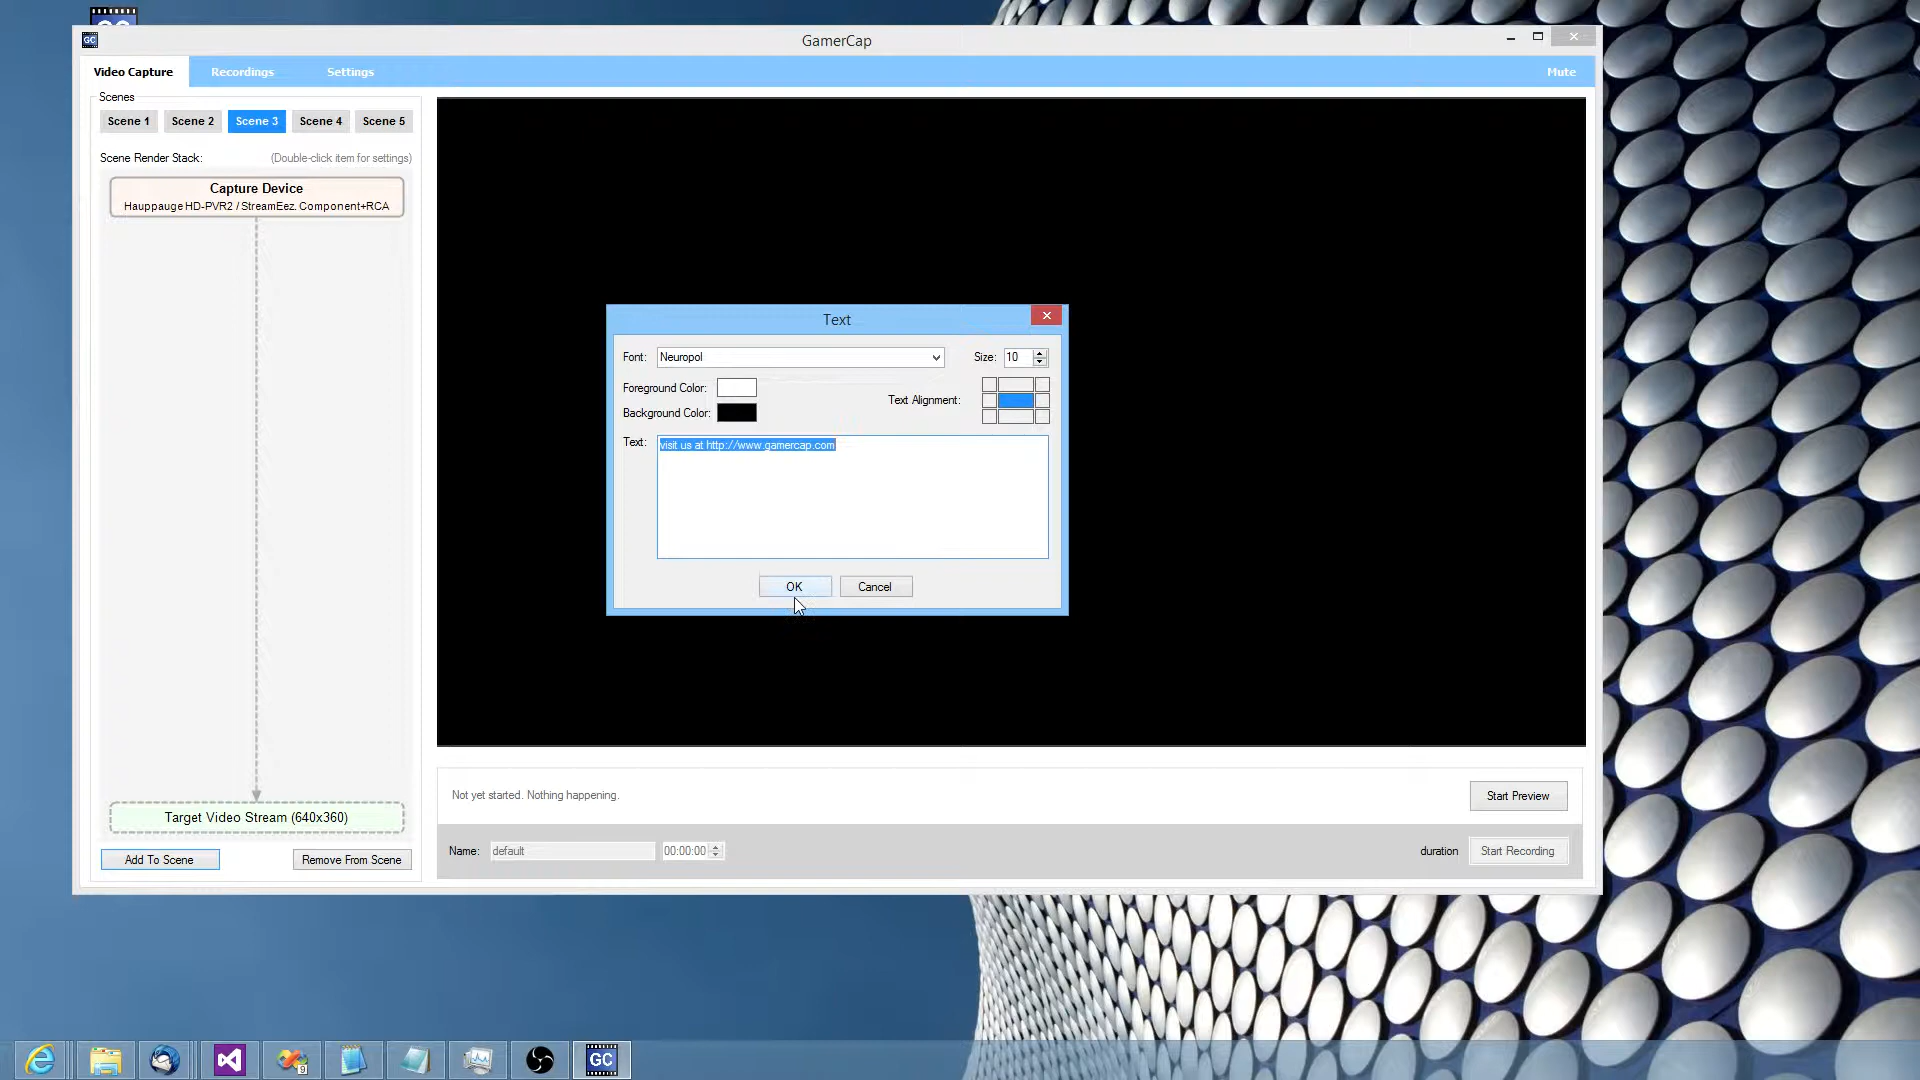 GC
GamerCap
Video Capture
Recordings
Settings
Mute
Scenes
Scene 1
Scene 2
Scene 3
Scene 4
Scene 5
Scene Render Stack:
(Double-click item for settings)
Capture Device
Hauppauge HD-PVR2 / StreamEez. Component+RCA
Text
Font:
Neuropol
Size:
10
Foreground Color:
Background Color:
Text Alignment:
Text:
visit us at http://www.gamercap.com
OK
Cancel
Not yet started. Nothing happening.
Start Preview
Target Video Stream (640x360)
Name:
default
00:00:00
duration
Start Recording
Add To Scene
Remove From Scene
9
GC